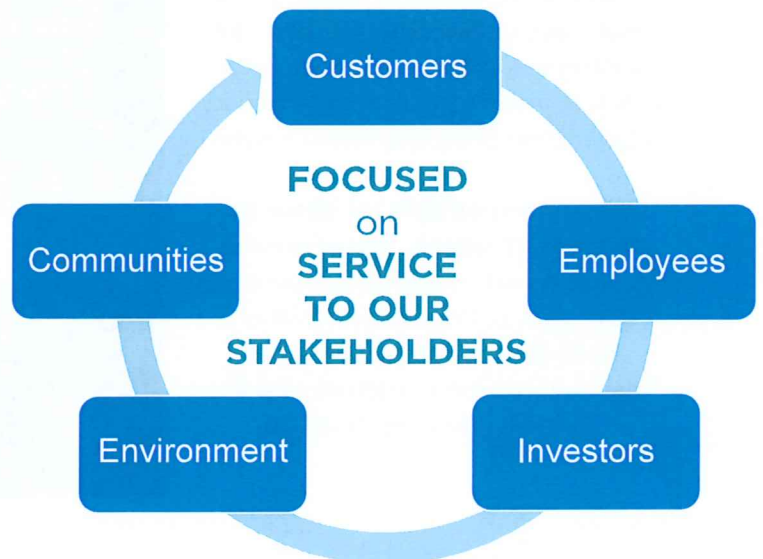 Customers
FOCUSED
on
SERVICE
TO OUR
STAKEHOLDERS
Communities
Employees
Environment
Investors